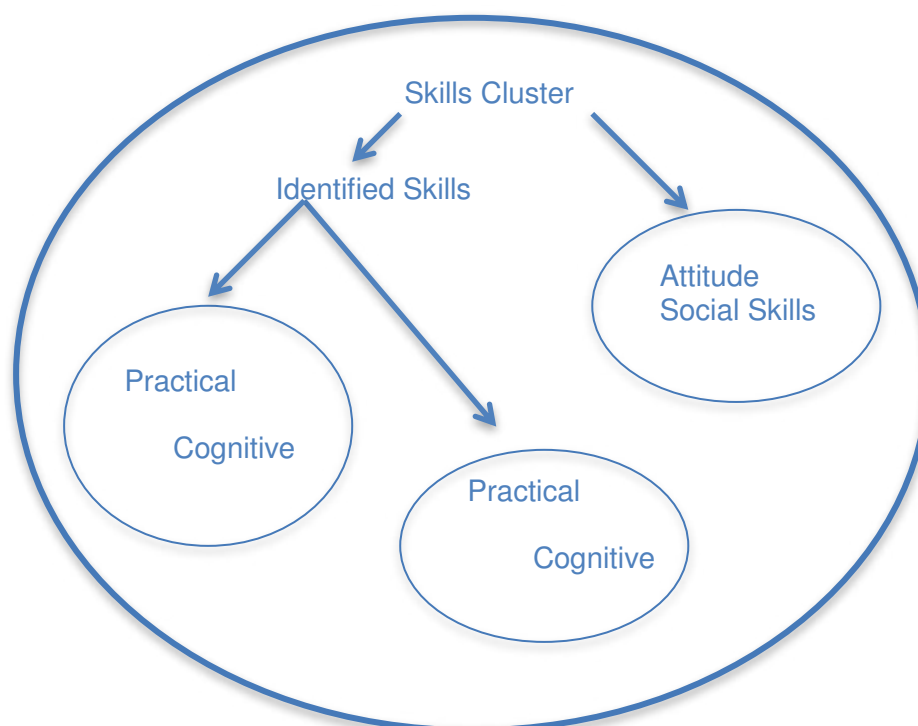 Skills Cluster
Identified Skills
Attitude
Social Skills
Practical
Cognitive
Practical
Cognitive